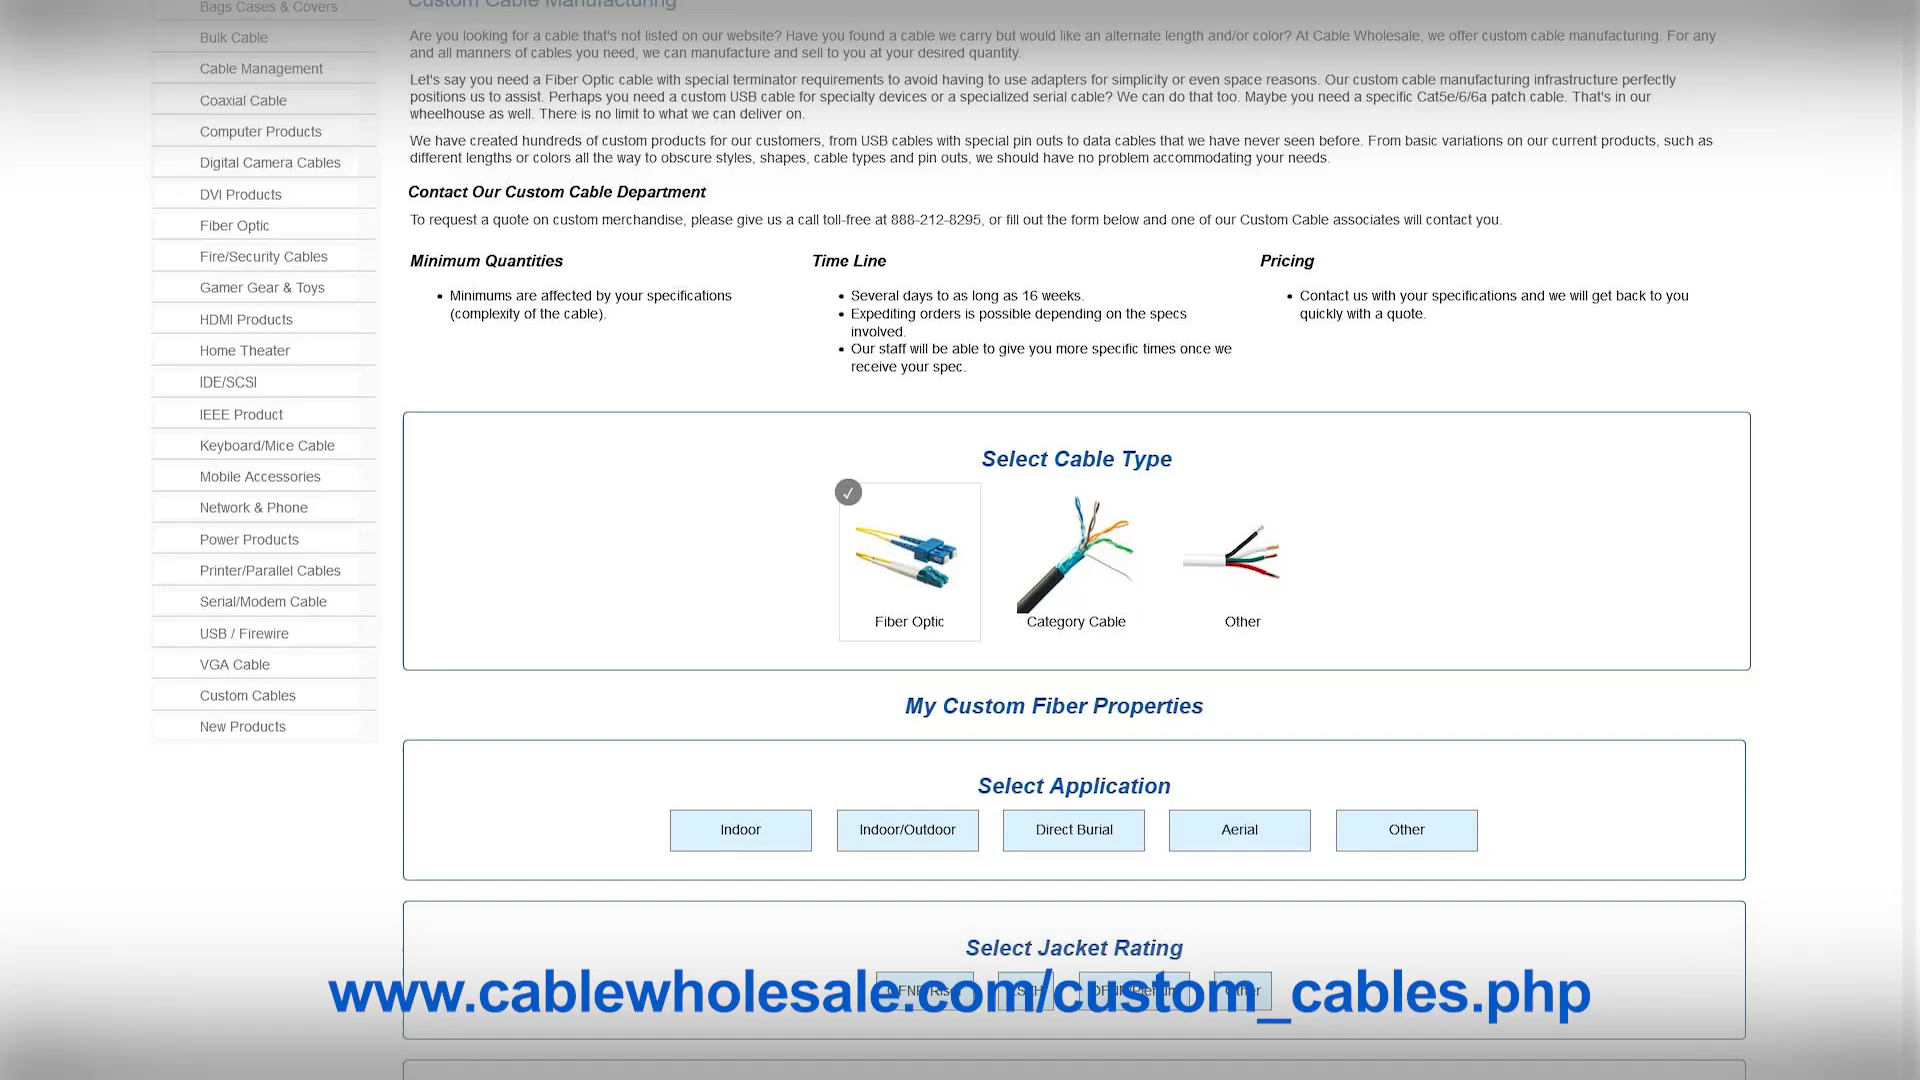 Custom Cable Manufacturing
Bags Cases & Covers
Bulk Cable
Cable Management
Coaxial Cable
Computer Products
Digital Camera Cables
DVI Products
Fiber Optic
Fire/Security Cables
Gamer Gear & Toys
HDMI Products
Home Theater
IDE/SCSI
IEEE Product
Keyboard/Mice Cable
Mobile Accessories
Network & Phone
Power Products
Printer/Parallel Cables
Serial/Modem Cable
USB / Firewire
VGA Cable
Custom Cables
New Products
Are you looking for a cable that's not listed on our website? Have you found a cable we carry but would like an alternate length and/or color? At Cable Wholesale, we offer custom cable manufacturing. For any
and all manners of cables you need, we can manufacture and sell to you at your desired quantity.
Let's say you need a Fiber Optic cable with special terminator requirements to avoid having to use adapters for simplicity or even space reasons. Our custom cable manufacturing infrastructure perfectly
positions us to assist. Perhaps you need a custom USB cable for specialty devices or a specialized serial cable? We can do that too. Maybe you need a specific Cat5e/6/6a patch cable. That's in our
wheelhouse as well. There is no limit to what we can deliver on.
We have created hundreds of custom products for our customers, from USB cables with special pin outs to data cables that we have never seen before. From basic variations on our current products, such as
different lengths or colors all the way to obscure styles, shapes, cable types and pin outs, we should have no problem accommodating your needs.
Contact Our Custom Cable Department
To request a quote on custom merchandise, please give us a call toll-free at 888-212-8295, or fill out the form below and one of our Custom Cable associates will contact you.
Minimum Quantities
Minimums are affected by your specifications
(complexity of the cable).
Time Line
Several days to as long as 16 weeks.
Expediting orders is possible depending on the specs
involved.
Our staff will be able to give you more specific times once we
receive your spec.
Pricing
Contact us with your specifications and we will get back to you
quickly with a quote.
Select Cable Type
Fiber Optic
Category Cable
Other
My Custom Fiber Properties
Select Application
Indoor
Indoor/Outdoor
Direct Burial
Aerial
Other
Select Jacket Rating
www.cablewholesale.com/custom_cables.php